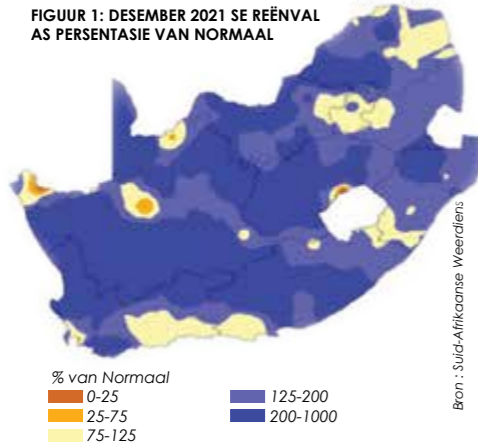 FIGUUR 1: DESEMBER 2021 SE REËNVAL
AS PERSENTASIE VAN NORMAAL
Bron : Suid-Afrikaanse Weerdiens
% van Normaal
0-25
25-75
75-125
125-200
200-1000